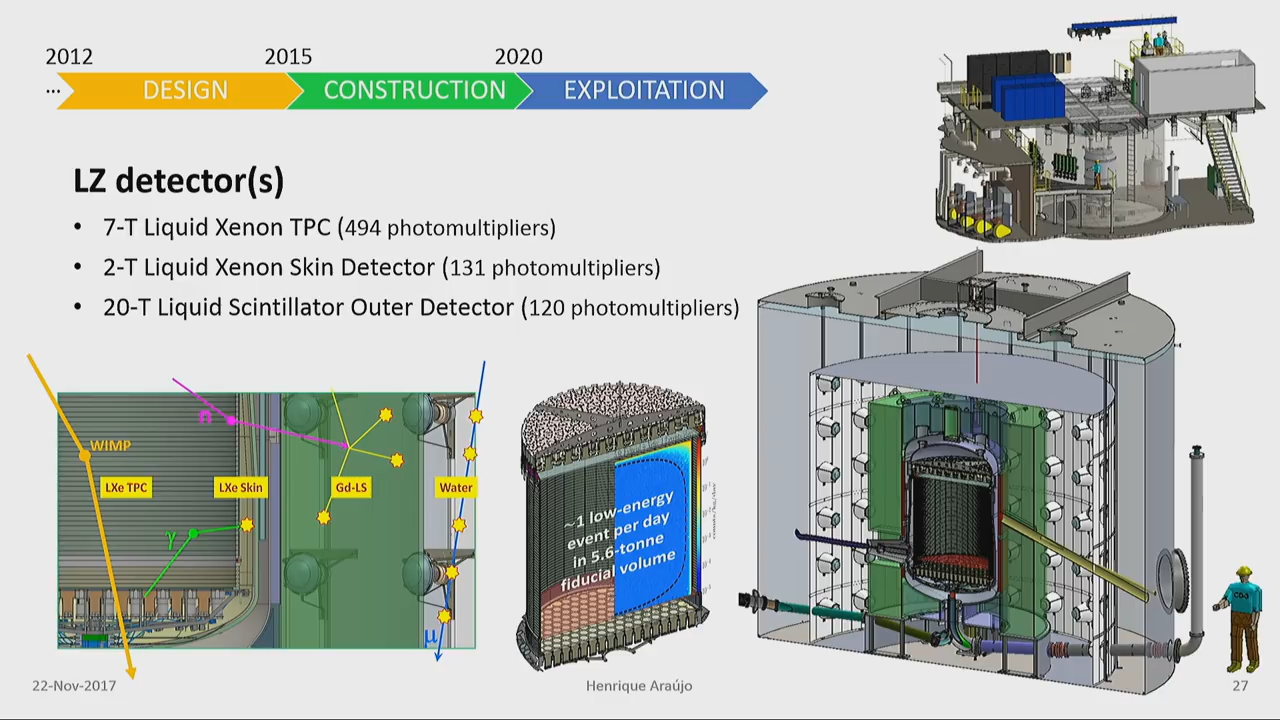 2012 2015 2020
... DESIGN CONSTRUCTION EXPLOITATION
LZ detector(s)
• 7-T Liquid Xenon TPC (494 photomultipliers)
• 2-T Liquid Xenon Skin Detector (131 photomultipliers)
• 20-T Liquid Scintillator Outer Detector (120 photomultipliers)
n
WIMP
LXe TPC LXe Skin Gd-LS Water
γ
μ
~1 low-energy
event per day
in 5.6-tonne
fiducial volume
CD-3
22-Nov-2017 Henrique Araújo 27